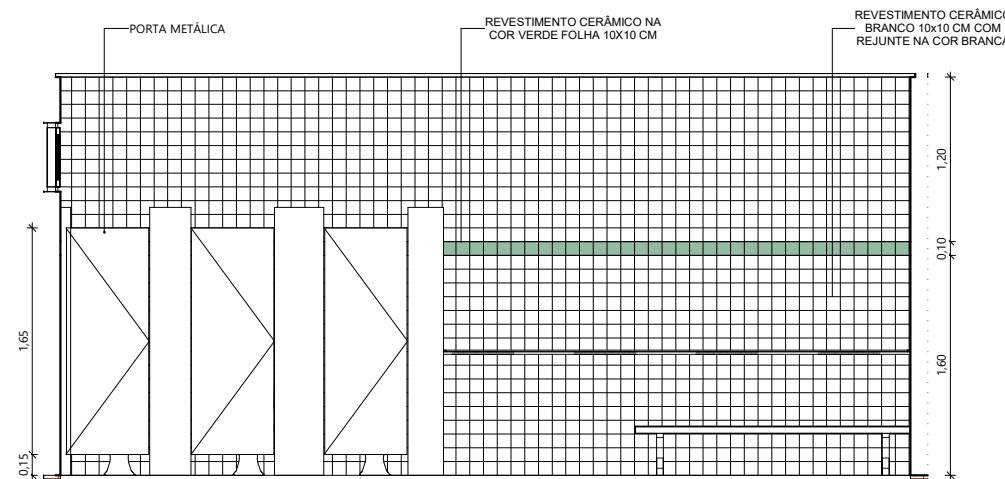 PORTA METÁLICA
REVESTIMENTO CERÂMICO NA
COR VERDE FOLHA 10X10 CM
REVESTIMENTO CERÂMICO
BRANCO 10x10 CM COM
REJUNTE NA COR BRANCA
1,20
0,10
1,60
1,65
0,15